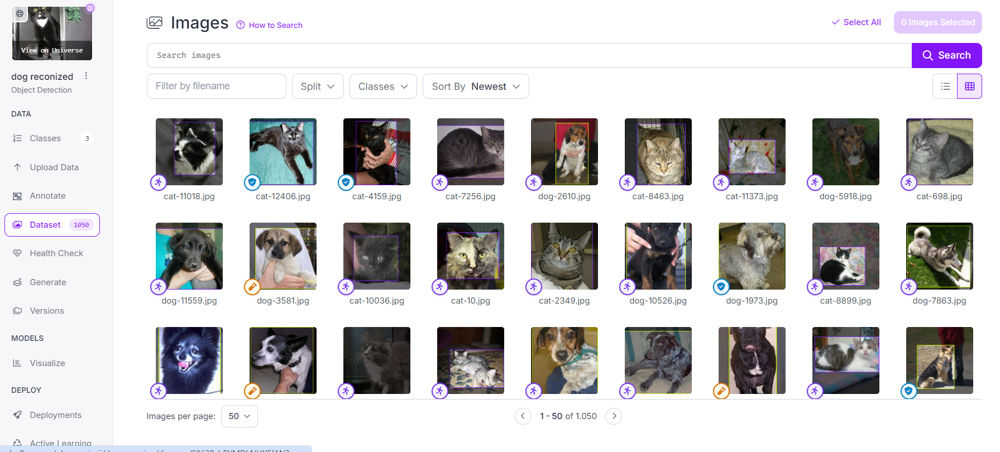 View on Universe
dog reconized
Object Detection
DATA
Classes 3
Upload Data
Annotate
Dataset 1050
Health Check
Generate
Versions
MODELS
Visualize
DEPLOY
Deployments
Active Learning
Images How to Search
Select All 0 Images Selected
Search images Search
Filter by filename Split Classes Sort By Newest
cat-11018.jpg cat-12406.jpg cat-4159.jpg cat-7256.jpg dog-2610.jpg cat-8463.jpg cat-11373.jpg dog-5918.jpg cat-698.jpg
dog-11559.jpg dog-3581.jpg cat-10036.jpg cat-10.jpg cat-2349.jpg dog-10526.jpg dog-1973.jpg cat-8899.jpg dog-7863.jpg
Images per page: 50 1 - 50 of 1.050